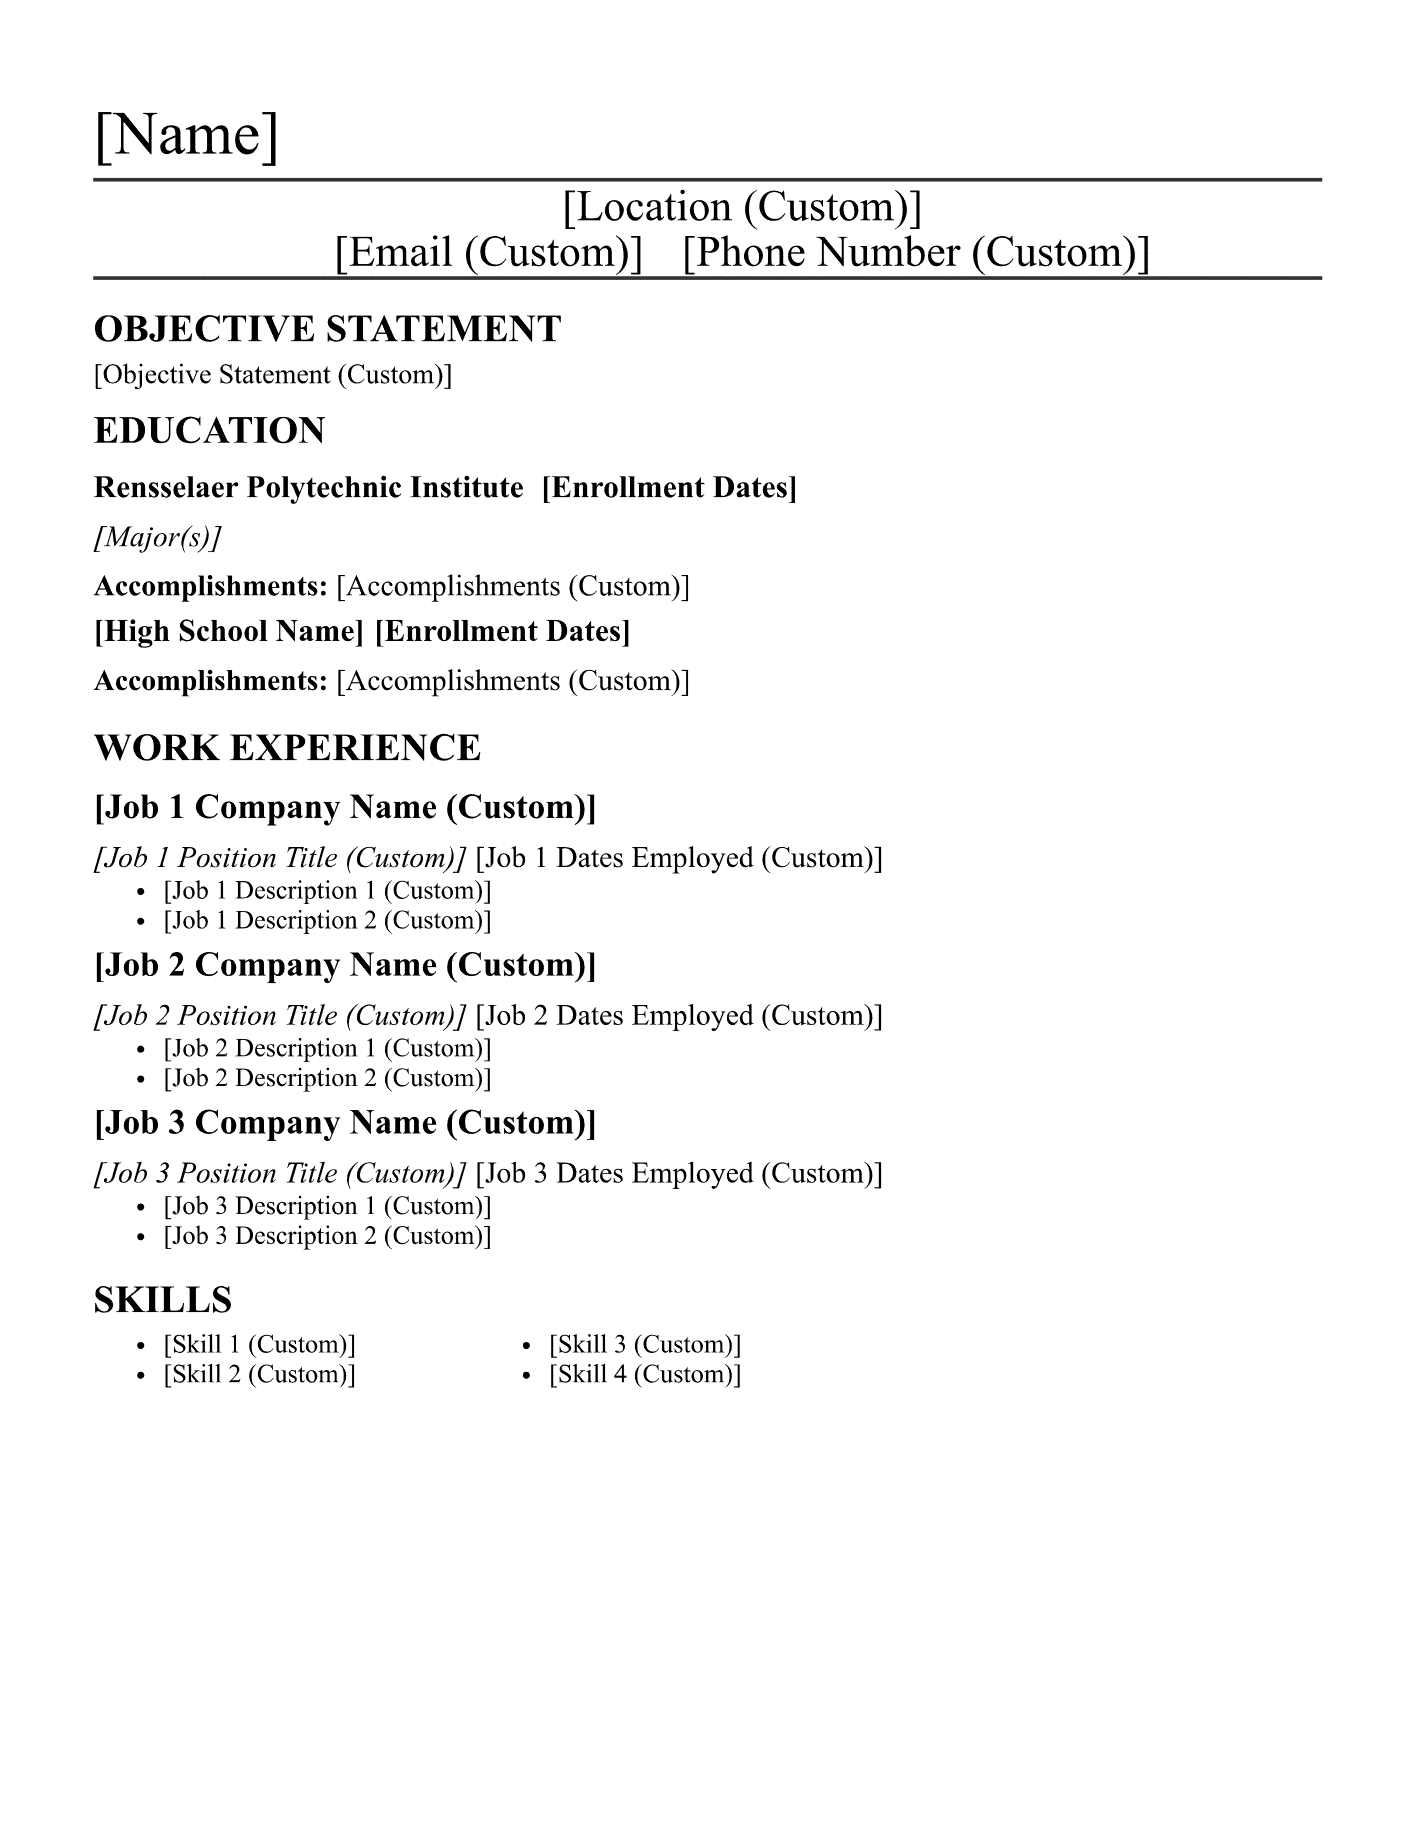 [Name]
[Location (Custom)]
[Email (Custom)] [Phone Number (Custom)]
OBJECTIVE STATEMENT
[Objective Statement (Custom)]
EDUCATION
Rensselaer Polytechnic Institute [Enrollment Dates]
[Major(s)]
Accomplishments: [Accomplishments (Custom)]
[High School Name] [Enrollment Dates]
Accomplishments: [Accomplishments (Custom)]
WORK EXPERIENCE
[Job 1 Company Name (Custom)]
[Job 1 Position Title (Custom)] [Job 1 Dates Employed (Custom)]
• [Job 1 Description 1 (Custom)]
• [Job 1 Description 2 (Custom)]
[Job 2 Company Name (Custom)]
[Job 2 Position Title (Custom)] [Job 2 Dates Employed (Custom)]
• [Job 2 Description 1 (Custom)]
• [Job 2 Description 2 (Custom)]
[Job 3 Company Name (Custom)]
[Job 3 Position Title (Custom)] [Job 3 Dates Employed (Custom)]
• [Job 3 Description 1 (Custom)]
• [Job 3 Description 2 (Custom)]
SKILLS
• [Skill 1 (Custom)]
• [Skill 2 (Custom)]
• [Skill 3 (Custom)]
• [Skill 4 (Custom)]